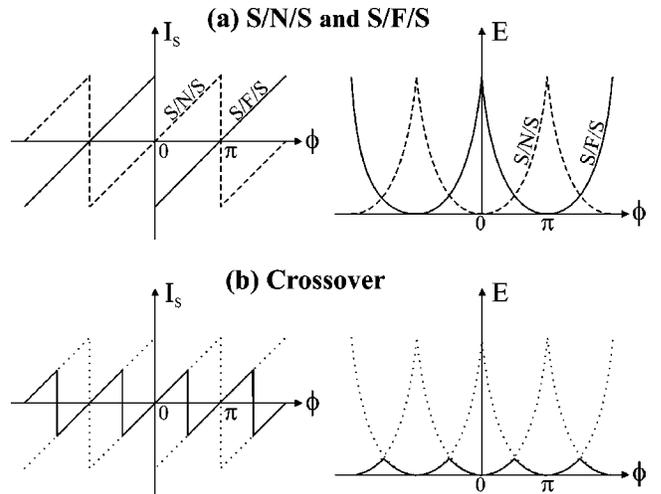 (a) S/N/S and S/F/S
I_S
E
S/N/S
S/F/S
S/N/S
S/F/S
0
π
ϕ
0
π
ϕ
(b) Crossover
I_S
E
0
π
ϕ
0
π
ϕ